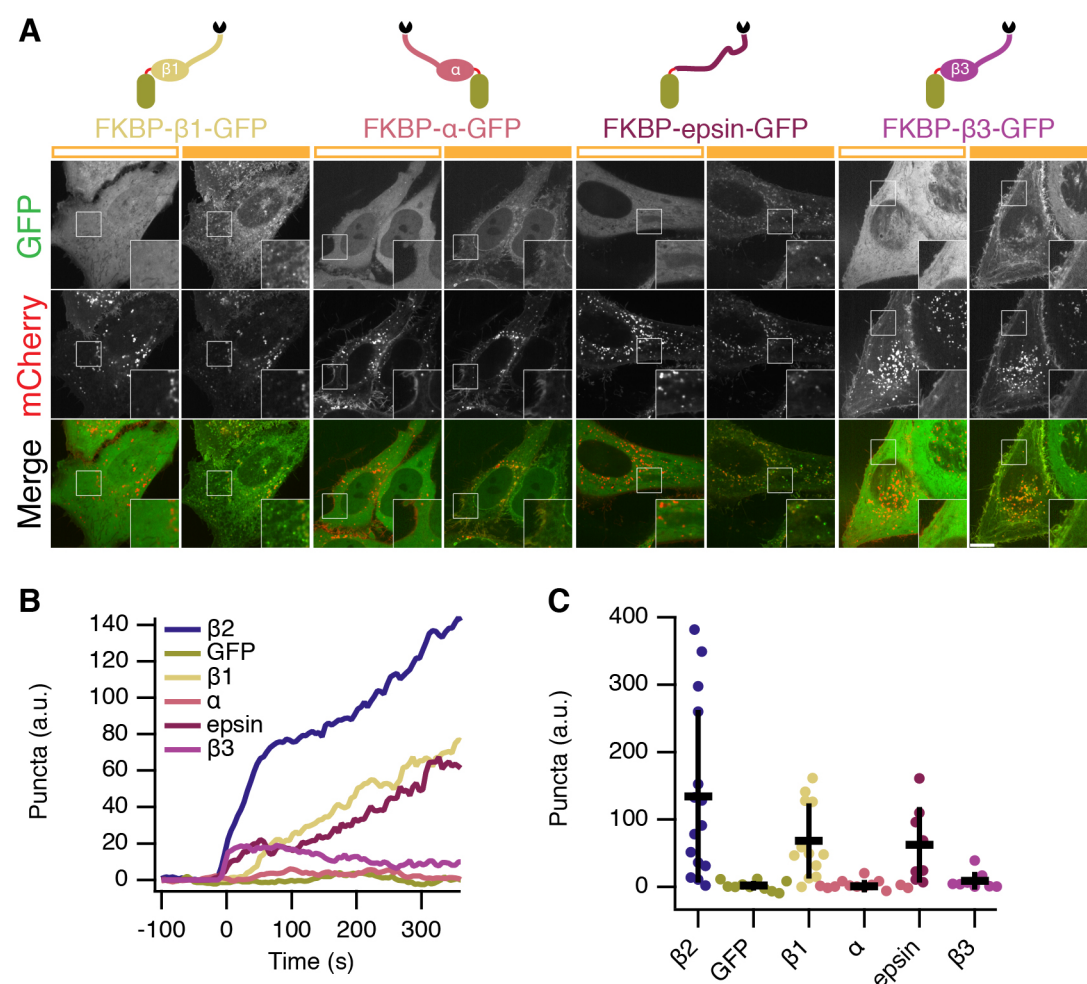 A
β1
α
β3
FKBP-β1-GFP
FKBP-α-GFP
FKBP-epsin-GFP
FKBP-β3-GFP
GFP
mCherry
Merge
B
Puncta (a.u.)
140
120
100
80
60
40
20
0
β2
GFP
β1
α
epsin
β3
-100
0
100
200
300
Time (s)
C
Puncta (a.u.)
400
300
200
100
0
β2
GFP
β1
α
epsin
β3